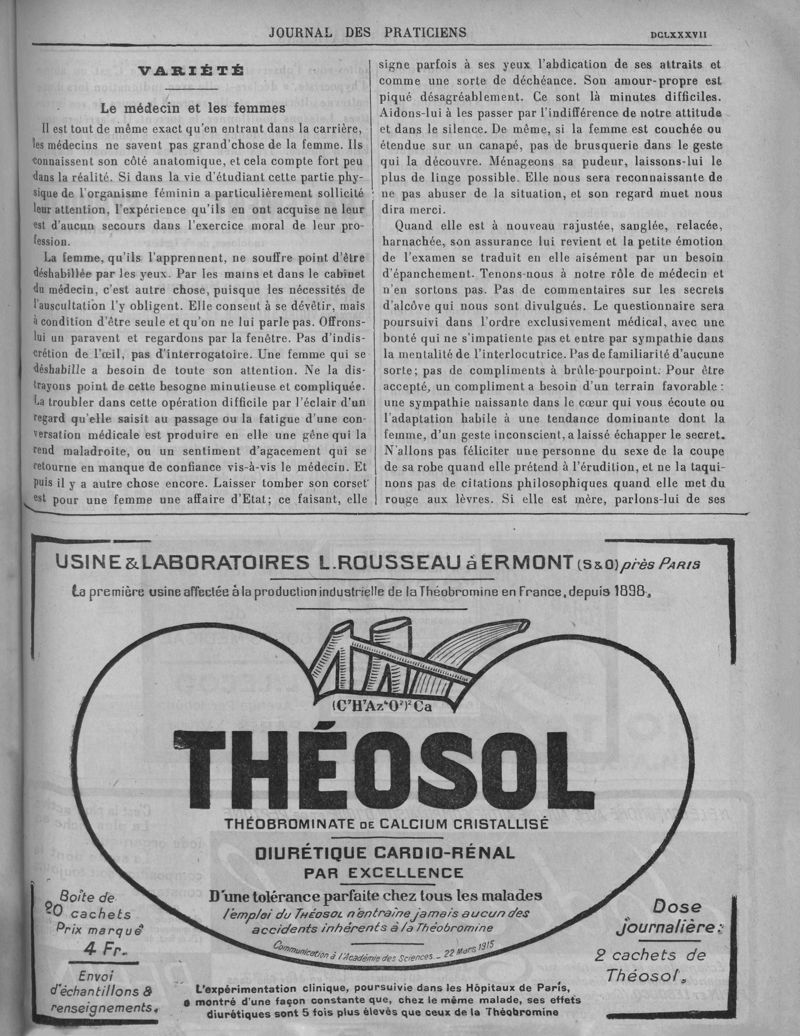 JOURNAL DES PRATICIENS
DCLXXXVII
VARIÉTÉ
Le médecin et les femmes
Il est tout de même exact qu'en entrant dans la carrière,
les médecins ne savent pas grand'chose de la femme. Ils
connaissent son côté anatomique, et cela compte fort peu
dans la réalité. Si dans la vie d'étudiant cette partie phy-
sique de l'organisme féminin a particulièrement sollicité
leur attention, l'expérience qu'ils en ont acquise ne leur
est d'aucun secours dans l'exercice moral de leur pro-
fession.
La femme, qu'ils l'apprennent, ne souffre point d'être
déshabillée par les yeux. Par les mains et dans le cabinet
du médecin, c'est autre chose, puisque les nécessités de
l'auscultation l'y obligent. Elle consent à se dévêtir, mais
à condition d'être seule et qu'on ne lui parle pas. Offrons-
lui un paravent et regardons par la fenêtre. Pas d'indis-
crétion de l'œil, pas d'interrogatoire. Une femme qui se
déshabille a besoin de toute son attention. Ne la dis-
trayons point de cette besogne minutieuse et compliquée.
La troubler dans cette opération difficile par l'éclair d'un
regard qu'elle saisit au passage ou la fatigue d'une con-
versation médicale est produire en elle une gêne qui la
rend maladroite, ou un sentiment d'agacement qui se
retourne en manque de confiance vis-à-vis le médecin. Et
puis il y a autre chose encore. Laisser tomber son corset
est pour une femme une affaire d'Etat; ce faisant, elle
signe parfois à ses yeux l'abdication de ses attraits et
comme une sorte de déchéance. Son amour-propre est
piqué désagréablement. Ce sont là minutes difficiles.
Aidons-lui à les passer par l'indifférence de notre attitude
et dans le silence. De même, si la femme est couchée ou
étendue sur un canapé, pas de brusquerie dans le geste
qui la découvre. Ménageons sa pudeur, laissons-lui le
plus de linge possible. Elle nous sera reconnaissante de
ne pas abuser de la situation, et son regard muet nous
dira merci.
Quand elle est à nouveau rajustée, sanglée, relacée,
harnachée, son assurance lui revient et la petite émotion
de l'examen se traduit en elle aisément par un besoin
d'épanchement. Tenons-nous à notre rôle de médecin et
n'en sortons pas. Pas de commentaires sur les secrets
d'alcôve qui nous sont divulgués. Le questionnaire sera
poursuivi dans l'ordre exclusivement médical, avec une
bonté qui ne s'impatiente pas et entre par sympathie dans
la mentalité de l'interlocutrice. Pas de familiarité d'aucune
sorte; pas de compliments à brûle-pourpoint. Pour être
accepté, un compliment a besoin d'un terrain favorable :
une sympathie naissante dans le cœur qui vous écoute ou
l'adaptation habile à une tendance dominante dont la
femme, d'un geste inconscient, a laissé échapper le secret.
N'allons pas féliciter une personne du sexe de la coupe
de sa robe quand elle prétend à l'érudition, et ne la taqui-
nons pas de citations philosophiques quand elle met du
rouge aux lèvres. Si elle est mère, parlons-lui de ses
USINE & LABORATOIRES L. ROUSSEAU à ERMONT (S & O) près PARIS
La première usine affectée à la production industrielle de la Théobromine en France, depuis 1898.
(C⁷H⁷Az⁴O²)²Ca
THÉOSOL
THÉOBROMINATE DE CALCIUM CRISTALLISÉ
DIURÉTIQUE CARDIO-RÉNAL
PAR EXCELLENCE
D'une tolérance parfaite chez tous les malades
l'emploi du THÉOSOL n'entraîne jamais aucun des
accidents inhérents à la Théobromine
Communication à l'Académie des Sciences - 22 Mars 1915
Boîte de
20 cachets
Prix marqué
4 Fr.
Envoi
d'échantillons &
renseignements.
L'expérimentation clinique, poursuivie dans les Hôpitaux de Paris,
a montré d'une façon constante que, chez le même malade, ses effets
diurétiques sont 5 fois plus élevés que ceux de la Théobromine
Dose
journalière:
2 cachets de
Théosol.